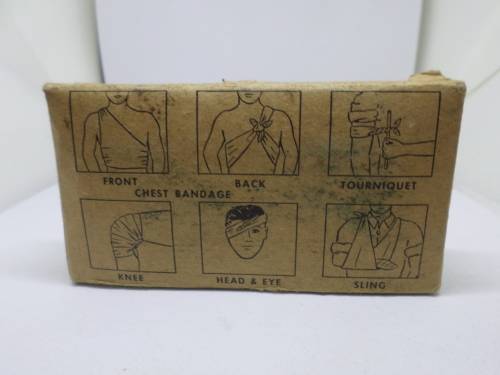 FRONT BACK TOURNIQUET
CHEST BANDAGE
KNEE HEAD & EYE SLING